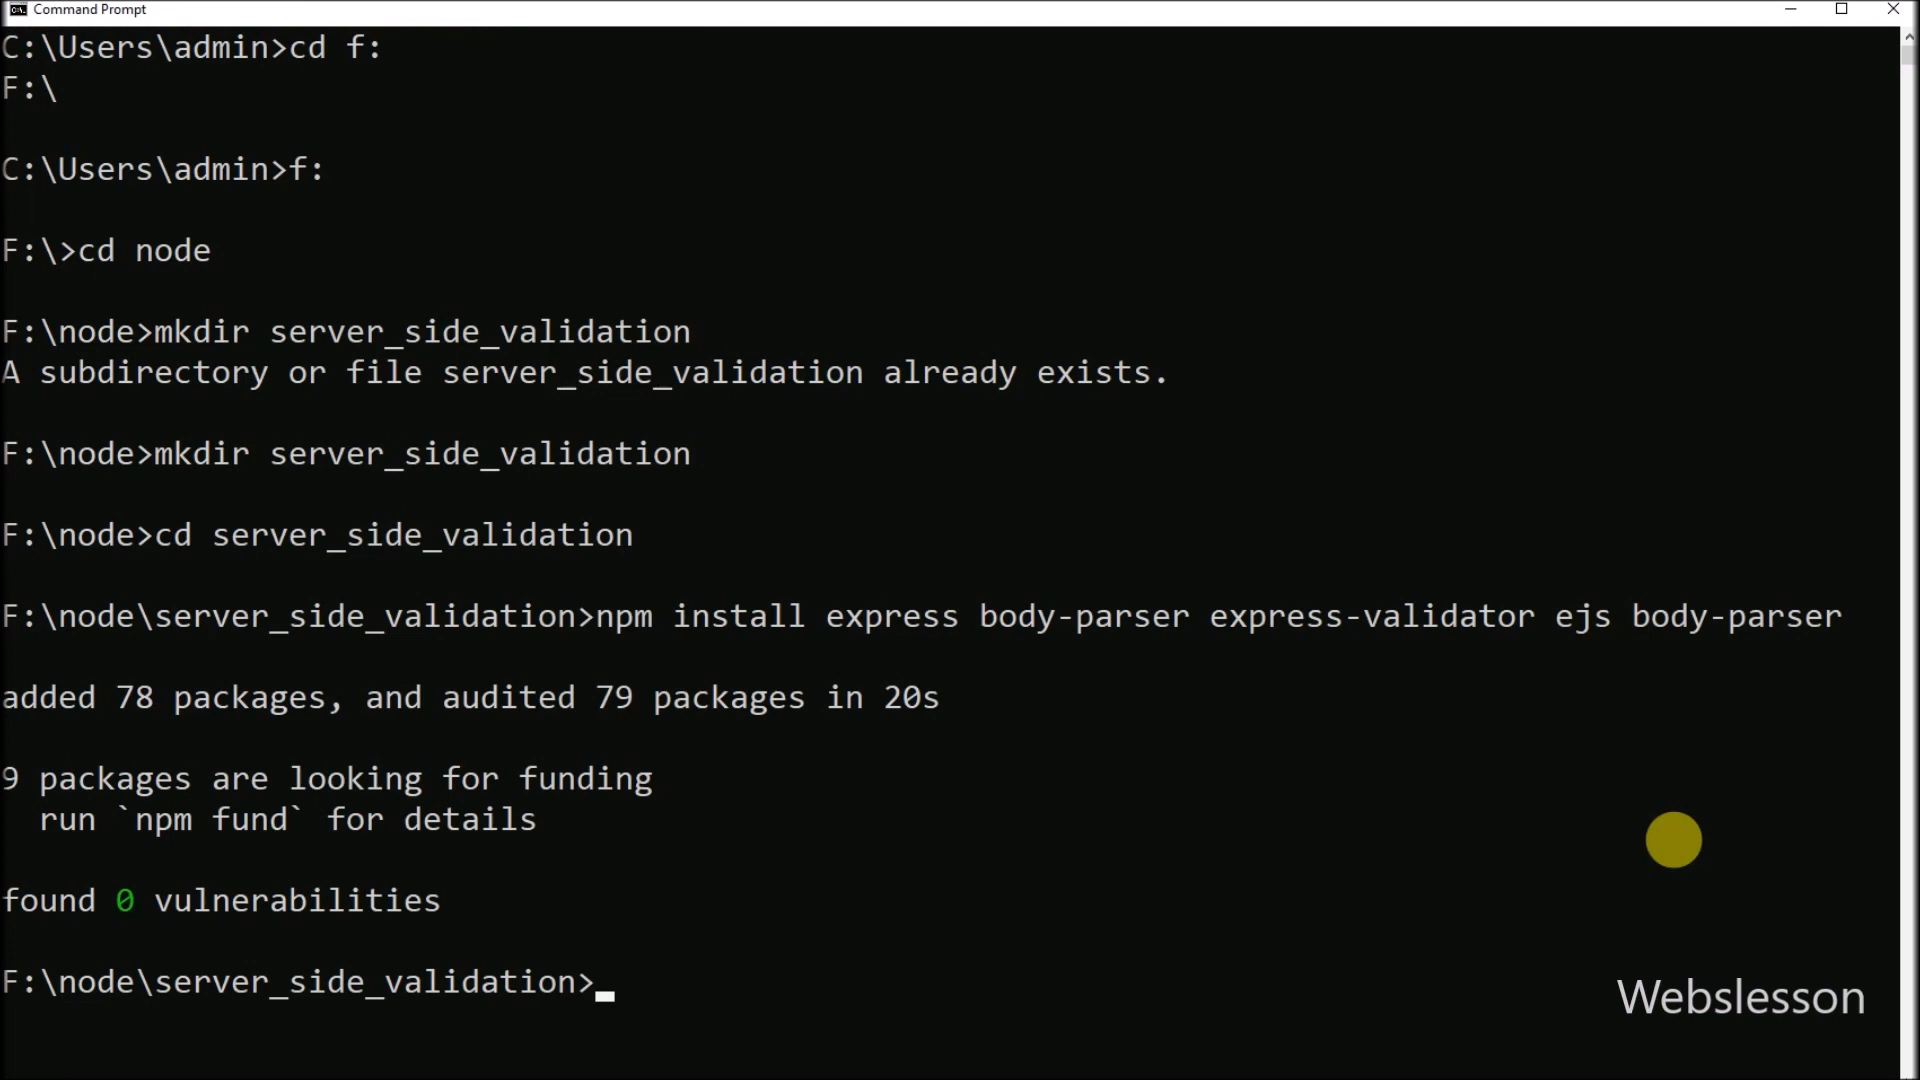 Command Prompt
C:\Users\admin>cd f:
F:\
C:\Users\admin>f:
F:\>cd node
F:\node>mkdir server_side_validation
A subdirectory or file server_side_validation already exists.
F:\node>mkdir server_side_validation
F:\node>cd server_side_validation
F:\node\server_side_validation>npm install express body-parser express-validator ejs body-parser
added 78 packages, and audited 79 packages in 20s
9 packages are looking for funding
  run `npm fund` for details
found 0 vulnerabilities
F:\node\server_side_validation>
Webslesson